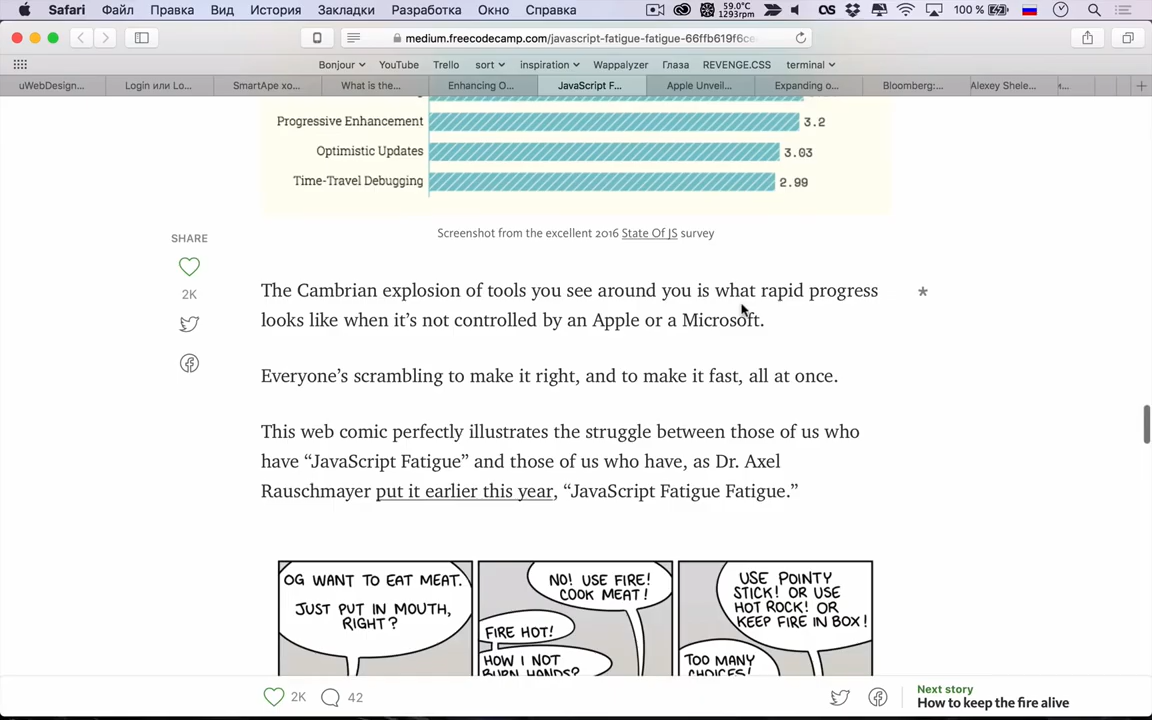 Safari Файл Правка Вид История Закладки Разработка Окно Справка 59.0°C 1293rpm OS 100 %
medium.freecodecamp.com/javascript-fatigue-fatigue-66ffb619f6ce
Bonjour YouTube Trello sort inspiration Wappalyzer Глаза REVENGE.CSS terminal
uWebDesign... Login или Lo... SmartApe хо... What is the... Enhancing O... JavaScript F... Apple Unveil... Expanding o... Bloomberg:... Alexey Shele...
Progressive Enhancement 3.2
Optimistic Updates 3.03
Time-Travel Debugging 2.99
Screenshot from the excellent 2016 State Of JS survey
SHARE
2K
The Cambrian explosion of tools you see around you is what rapid progress *
looks like when it’s not controlled by an Apple or a Microsoft.
Everyone’s scrambling to make it right, and to make it fast, all at once.
This web comic perfectly illustrates the struggle between those of us who
have “JavaScript Fatigue” and those of us who have, as Dr. Axel
Rauschmayer put it earlier this year, “JavaScript Fatigue Fatigue.”
OG WANT TO EAT MEAT.
JUST PUT IN MOUTH,
RIGHT?
NO! USE FIRE!
COOK MEAT!
FIRE HOT!
HOW I NOT
BURN HANDS?
USE POINTY
STICK! OR USE
HOT ROCK! OR
KEEP FIRE IN BOX!
TOO MANY
CHOICES!
2K 42
Next story
How to keep the fire alive